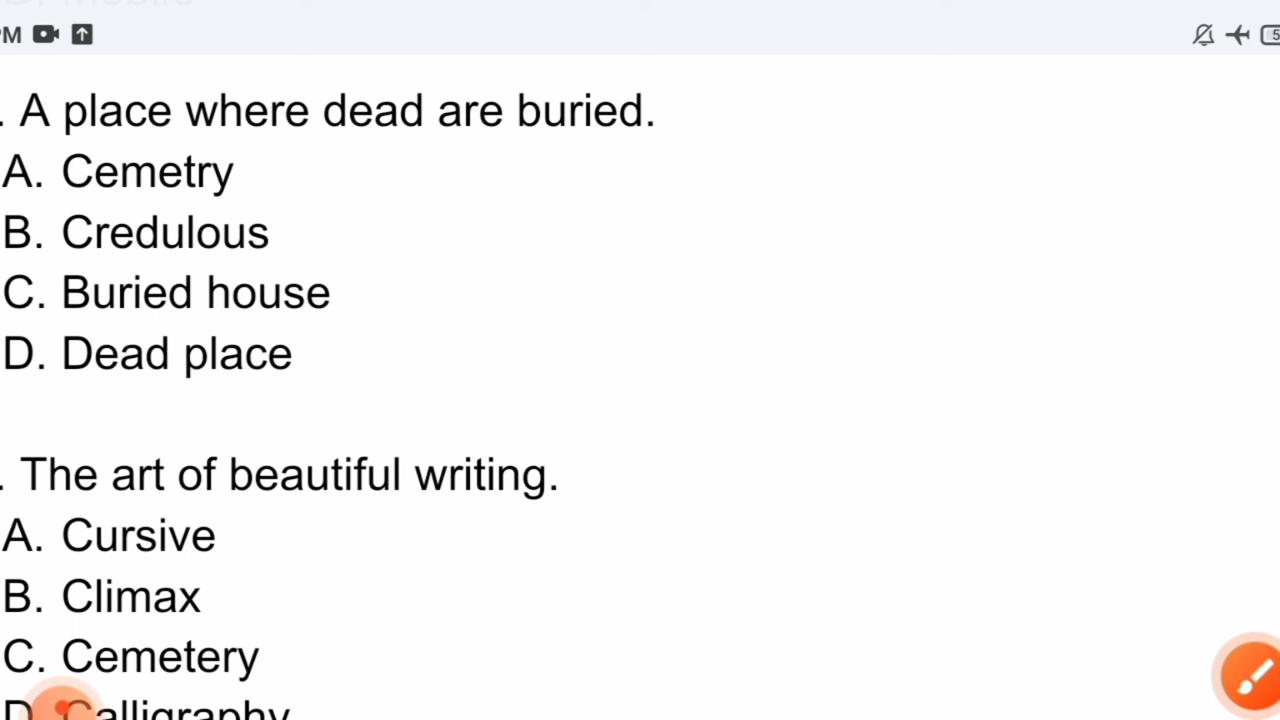 PM
. A place where dead are buried.
A. Cemetry
B. Credulous
C. Buried house
D. Dead place
. The art of beautiful writing.
A. Cursive
B. Climax
C. Cemetery
D. Calligraphy